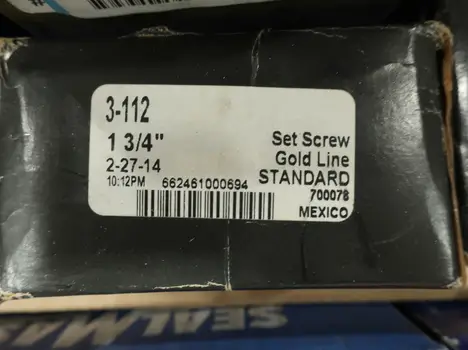 3-112
1 3/4"
2-27-14
10:12PM 662461000694
Set Screw
Gold Line
STANDARD
700078
MEXICO